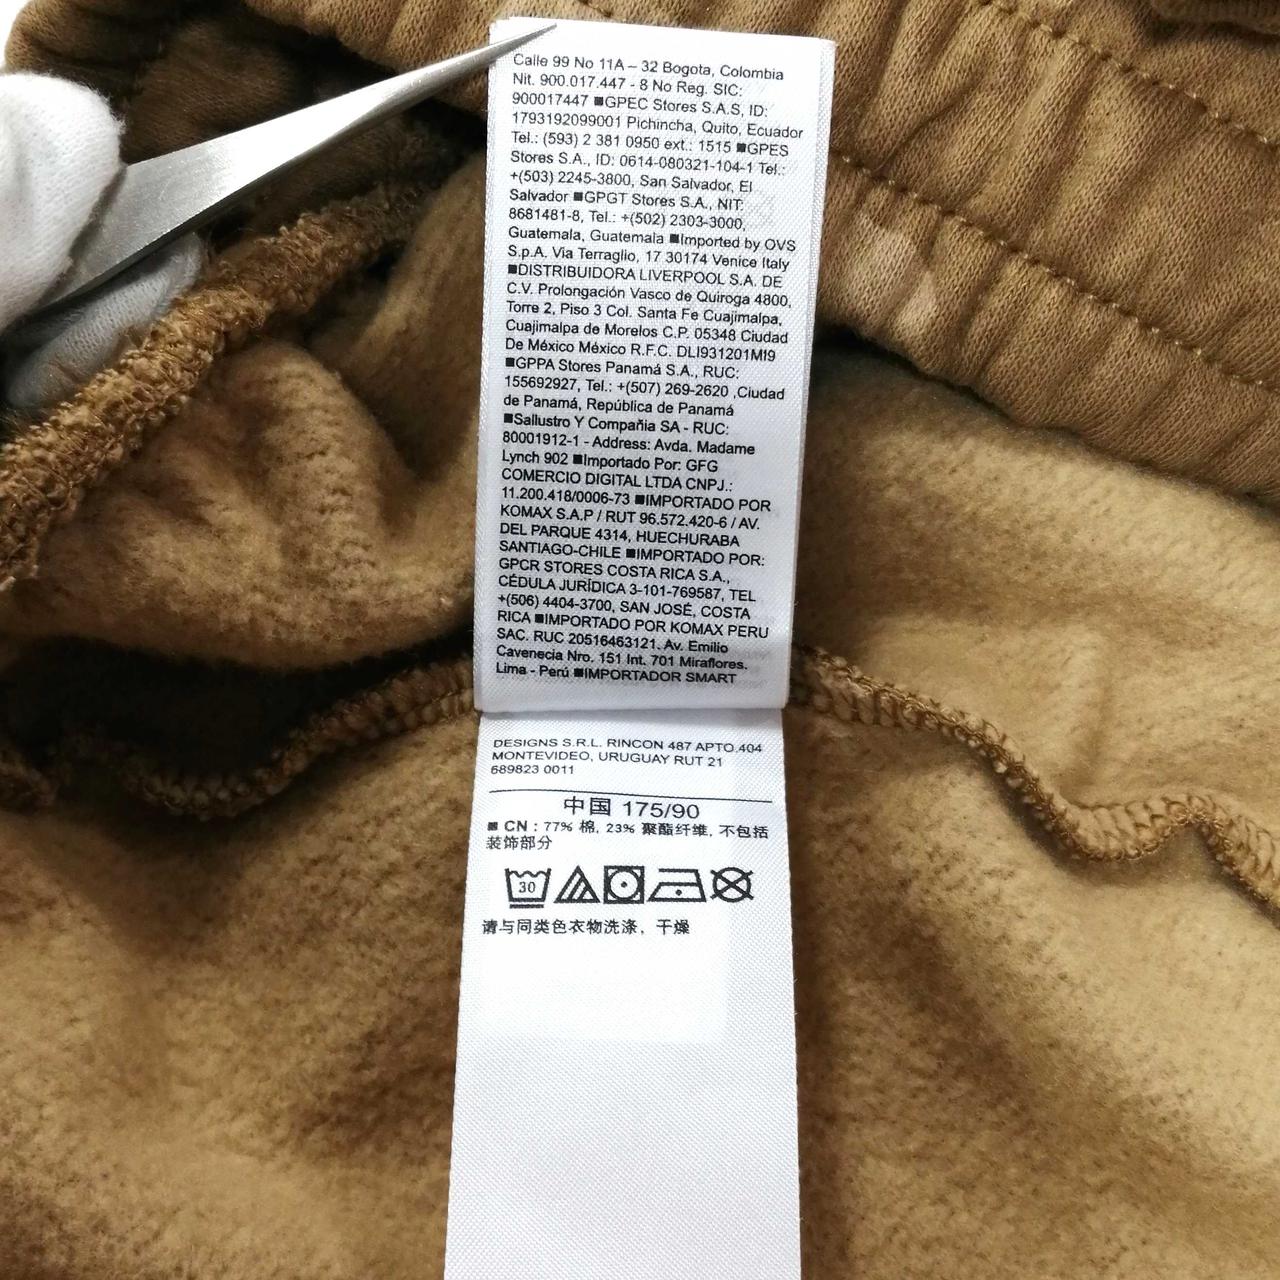 Calle 99 No 11A – 32 Bogota, Colombia
Nit. 900.017.447 - 8 No Reg. SIC:
900017447 ■GPEC Stores S.A.S, ID:
1793192099001 Pichincha, Quito, Ecuador
Tel.: (593) 2 381 0950 ext.: 1515 ■GPES
Stores S.A., ID: 0614-080321-104-1 Tel.:
+(503) 2245-3800, San Salvador, El
Salvador ■GPGT Stores S.A., NIT:
8681481-8, Tel.: +(502) 2303-3000,
Guatemala, Guatemala ■Imported by OVS
S.p.A. Via Terraglio, 17 30174 Venice Italy
■DISTRIBUIDORA LIVERPOOL S.A. DE
C.V. Prolongación Vasco de Quiroga 4800,
Torre 2, Piso 3 Col. Santa Fe Cuajimalpa,
Cuajimalpa de Morelos C.P. 05348 Ciudad
De México México R.F.C. DLI931201MI9
■GPPA Stores Panamá S.A., RUC:
155692927, Tel.: +(507) 269-2620 ,Ciudad
de Panamá, República de Panamá
■Sallustro Y Compañia SA - RUC:
80001912-1 - Address: Avda. Madame
Lynch 902 ■Importado Por: GFG
COMERCIO DIGITAL LTDA CNPJ.:
11.200.418/0006-73 ■IMPORTADO POR
KOMAX S.A.P / RUT 96.572.420-6 / AV.
DEL PARQUE 4314, HUECHURABA
SANTIAGO-CHILE ■IMPORTADO POR:
GPCR STORES COSTA RICA S.A.,
CÉDULA JURÍDICA 3-101-769587, TEL
+(506) 4404-3700, SAN JOSÉ, COSTA
RICA ■IMPORTADO POR KOMAX PERU
SAC. RUC 20516463121. Av. Emilio
Cavenecia Nro. 151 Int. 701 Miraflores.
Lima - Perú ■IMPORTADOR SMART
DESIGNS S.R.L. RINCON 487 APTO.404
MONTEVIDEO, URUGUAY RUT 21
689823 0011
中国 175/90
■ CN : 77% 棉, 23% 聚酯纤维, 不包括
装饰部分
30
请与同类色衣物洗涤, 干燥